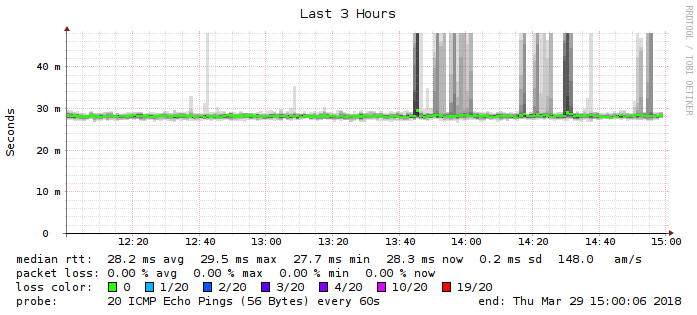 Last 3 Hours
RRDTOOL / TOBI OETIKER
Seconds
40 m
30 m
20 m
10 m
0
12:20 12:40 13:00 13:20 13:40 14:00 14:20 14:40 15:00
median rtt: 28.2 ms avg 29.5 ms max 27.7 ms min 28.3 ms now 0.2 ms sd 148.0 am/s
packet loss: 0.00 % avg 0.00 % max 0.00 % min 0.00 % now
loss color: 0 1/20 2/20 3/20 4/20 10/20 19/20
probe: 20 ICMP Echo Pings (56 Bytes) every 60s end: Thu Mar 29 15:00:06 2018